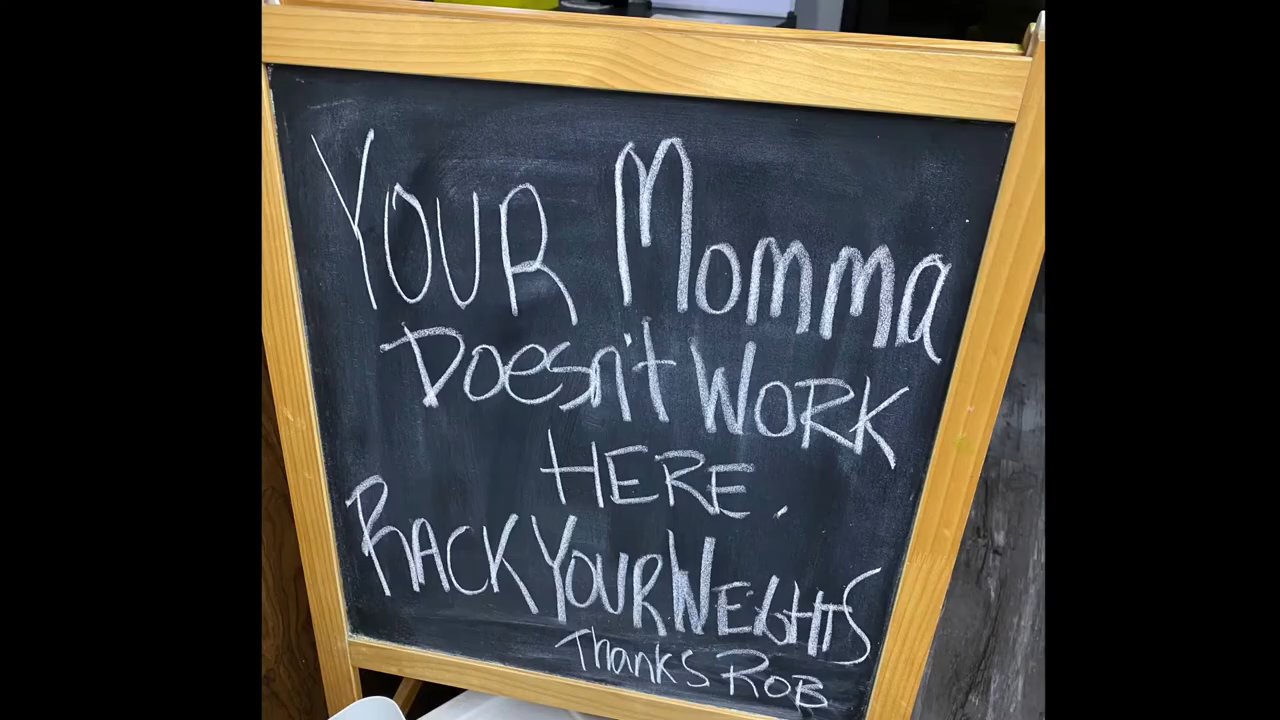 YOUR Momma
Doesn't WORK
HERE.
RACK YOUR WEIGHTS
Thanks ROB